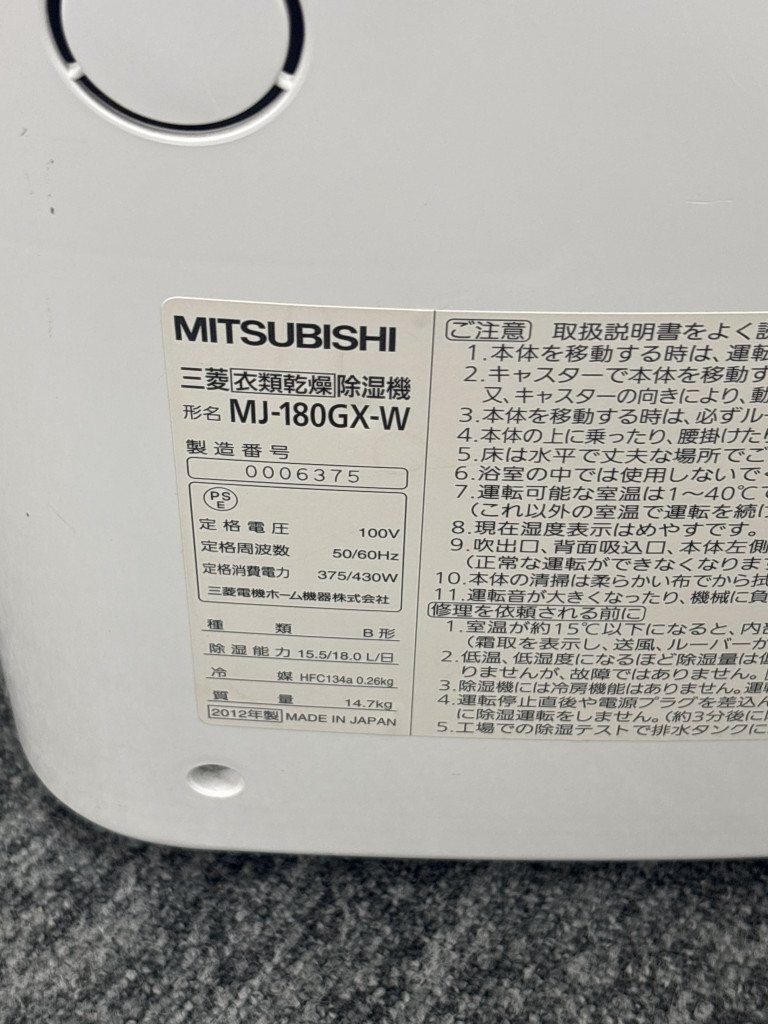 MITSUBISHI
三菱 衣類乾燥 除湿機
形名 MJ-180GX-W
製造番号
0006375
PS
E
定格電圧 100V
定格周波数 50/60Hz
定格消費電力 375/430W
三菱電機ホーム機器株式会社
種類 B形
除湿能力 15.5/18.0 L/日
冷媒 HFC134a 0.26kg
質量 14.7kg
2012年製 MADE IN JAPAN
ご注意 取扱説明書をよく
1.本体を移動する時は、運転
2.キャスターで本体を移動す
又、キャスターの向きにより、動
3.本体を移動する時は、必ずル
4.本体の上に乗ったり、腰掛けたり
5.床は水平で丈夫な場所でご
6.浴室の中では使用しないでく
7.運転可能な室温は1〜40℃で
(これ以外の室温で運転を続け
8.現在湿度表示はめやすです。
9.吹出口、背面吸込口、本体左側
(正常な運転ができなくなりま
10.本体の清掃は柔らかい布でから拭
11.運転音が大きくなったり、機械に負
修理を依頼される前に
1.室温が約15℃以下になると、内
(霜取を表示し、送風、ルーバーか
2.低温、低湿度になるほど除湿量は低
りませんが、故障ではありません。
3.除湿機には冷房機能はありません。運
4.運転停止直後や電源プラグを差込ん
に除湿運転をしません。(約3分後に
5.工場での除湿テストで排水タンクに